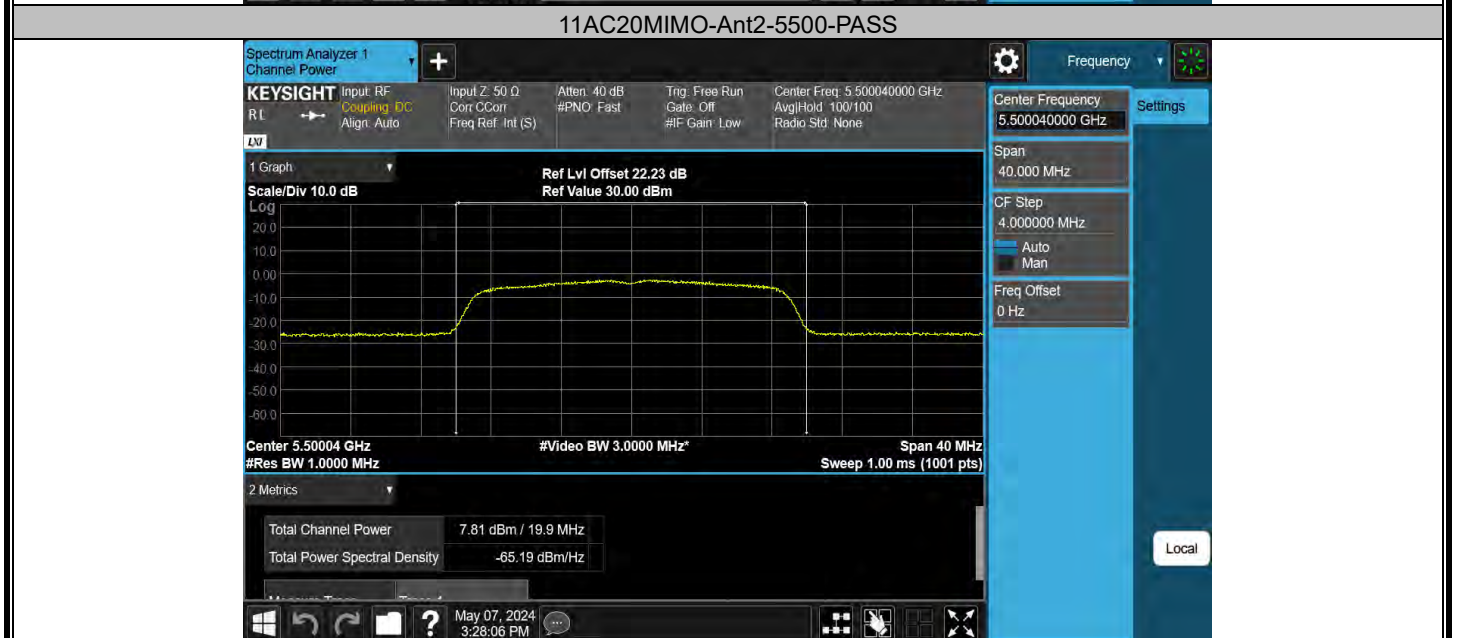 11AC20MIMO-Ant2-5500-PASS
Spectrum Analyzer 1
Channel Power
Frequency
KEYSIGHT
Input: RF
Coupling: DC
Align: Auto
Input Z: 50 Ω
Corr CCorr
Freq Ref: Int (S)
Atten: 40 dB
#PNO: Fast
Trig: Free Run
Gate: Off
#IF Gain: Low
Center Freq: 5.500040000 GHz
Avg|Hold: 100/100
Radio Std: None
RL
LXI
Center Frequency
5.500040000 GHz
Settings
Span
40.000 MHz
CF Step
4.000000 MHz
Auto
Man
Freq Offset
0 Hz
1 Graph
Ref Lvl Offset 22.23 dB
Scale/Div 10.0 dB
Ref Value 30.00 dBm
Log
20.0
10.0
0.00
-10.0
-20.0
-30.0
-40.0
-50.0
-60.0
Center 5.50004 GHz
#Video BW 3.0000 MHz*
Span 40 MHz
#Res BW 1.0000 MHz
Sweep 1.00 ms (1001 pts)
2 Metrics
Total Channel Power 7.81 dBm / 19.9 MHz
Total Power Spectral Density -65.19 dBm/Hz
Local
May 07, 2024
3:28:06 PM